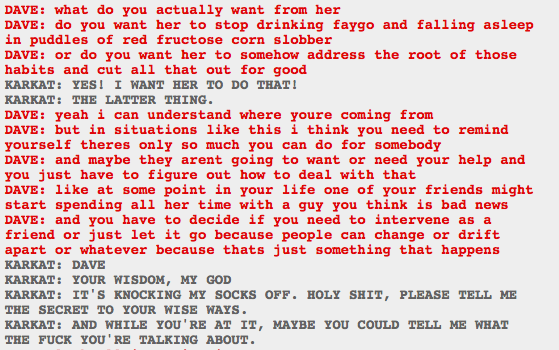 DAVE: what do you actually want from her
DAVE: do you want her to stop drinking faygo and falling asleep
in puddles of red fructose corn slobber
DAVE: or do you want her to somehow address the root of those
habits and cut all that out for good
KARKAT: YES! I WANT HER TO DO THAT!
KARKAT: THE LATTER THING.
DAVE: yeah i can understand where youre coming from
DAVE: but in situations like this i think you need to remind
yourself theres only so much you can do for somebody
DAVE: and maybe they arent going to want or need your help and
you just have to figure out how to deal with that
DAVE: like at some point in your life one of your friends might
start spending all her time with a guy you think is bad news
DAVE: and you have to decide if you need to intervene as a
friend or just let it go because people can change or drift
apart or whatever because thats just something that happens
KARKAT: DAVE
KARKAT: YOUR WISDOM, MY GOD
KARKAT: IT'S KNOCKING MY SOCKS OFF. HOLY SHIT, PLEASE TELL ME
THE SECRET TO YOUR WISE WAYS.
KARKAT: AND WHILE YOU'RE AT IT, MAYBE YOU COULD TELL ME WHAT
THE FUCK YOU'RE TALKING ABOUT.